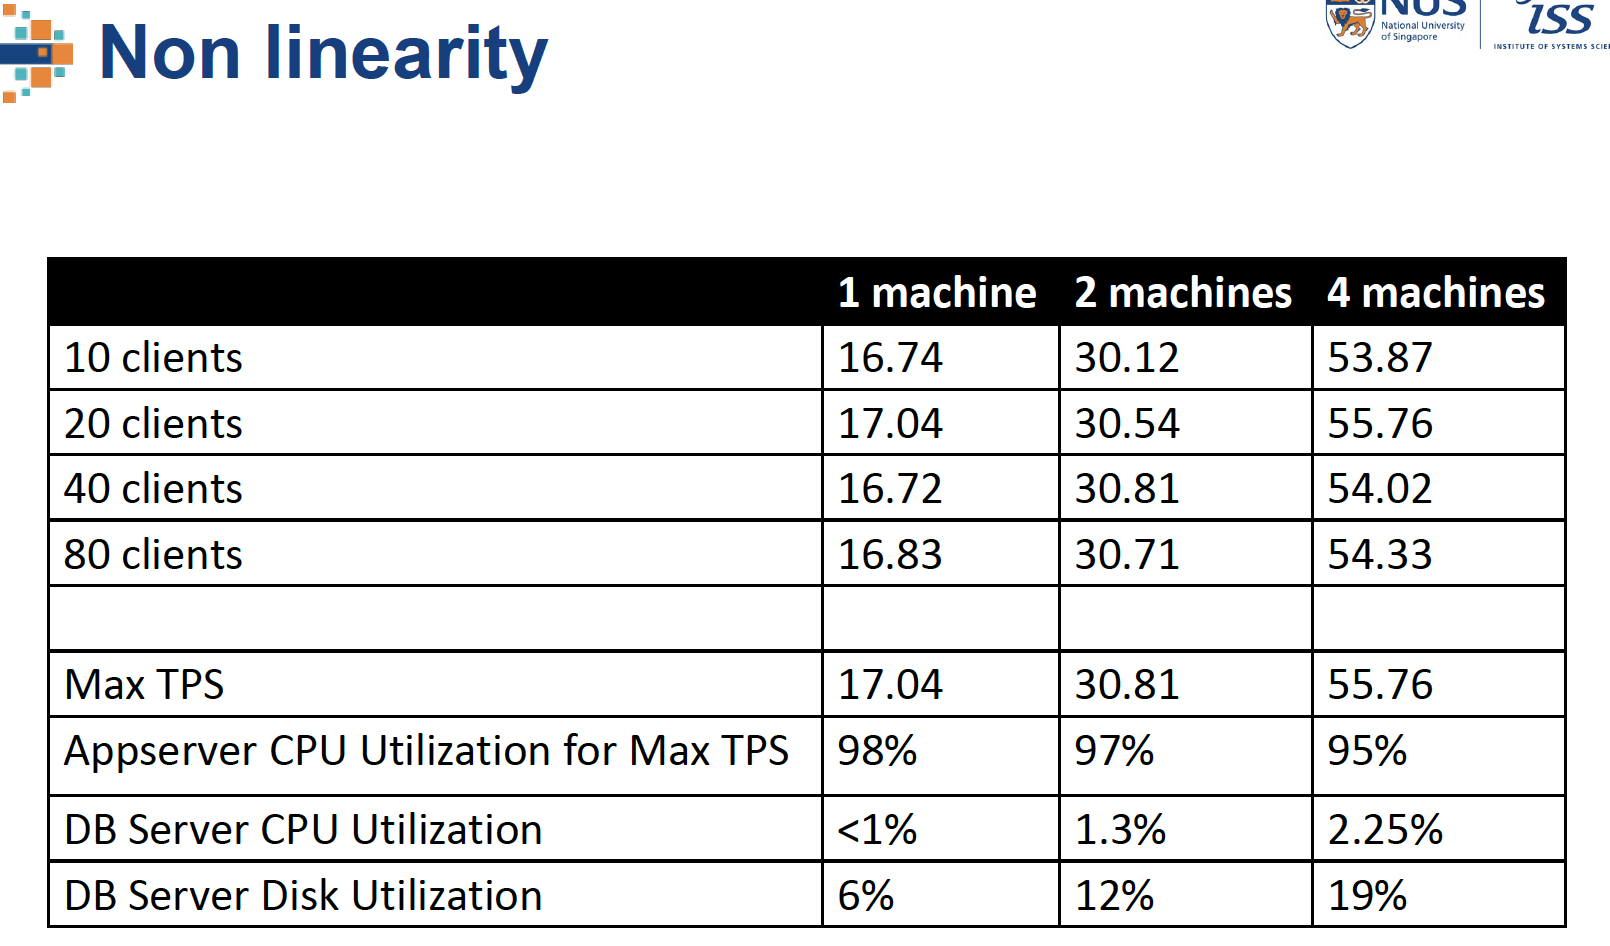 Non linearity
NUS
National University
of Singapore
iss
INSTITUTE OF SYSTEMS
1 machine 2 machines 4 machines
10 clients 16.74 30.12 53.87
20 clients 17.04 30.54 55.76
40 clients 16.72 30.81 54.02
80 clients 16.83 30.71 54.33
Max TPS 17.04 30.81 55.76
Appserver CPU Utilization for Max TPS 98% 97% 95%
DB Server CPU Utilization <1% 1.3% 2.25%
DB Server Disk Utilization 6% 12% 19%